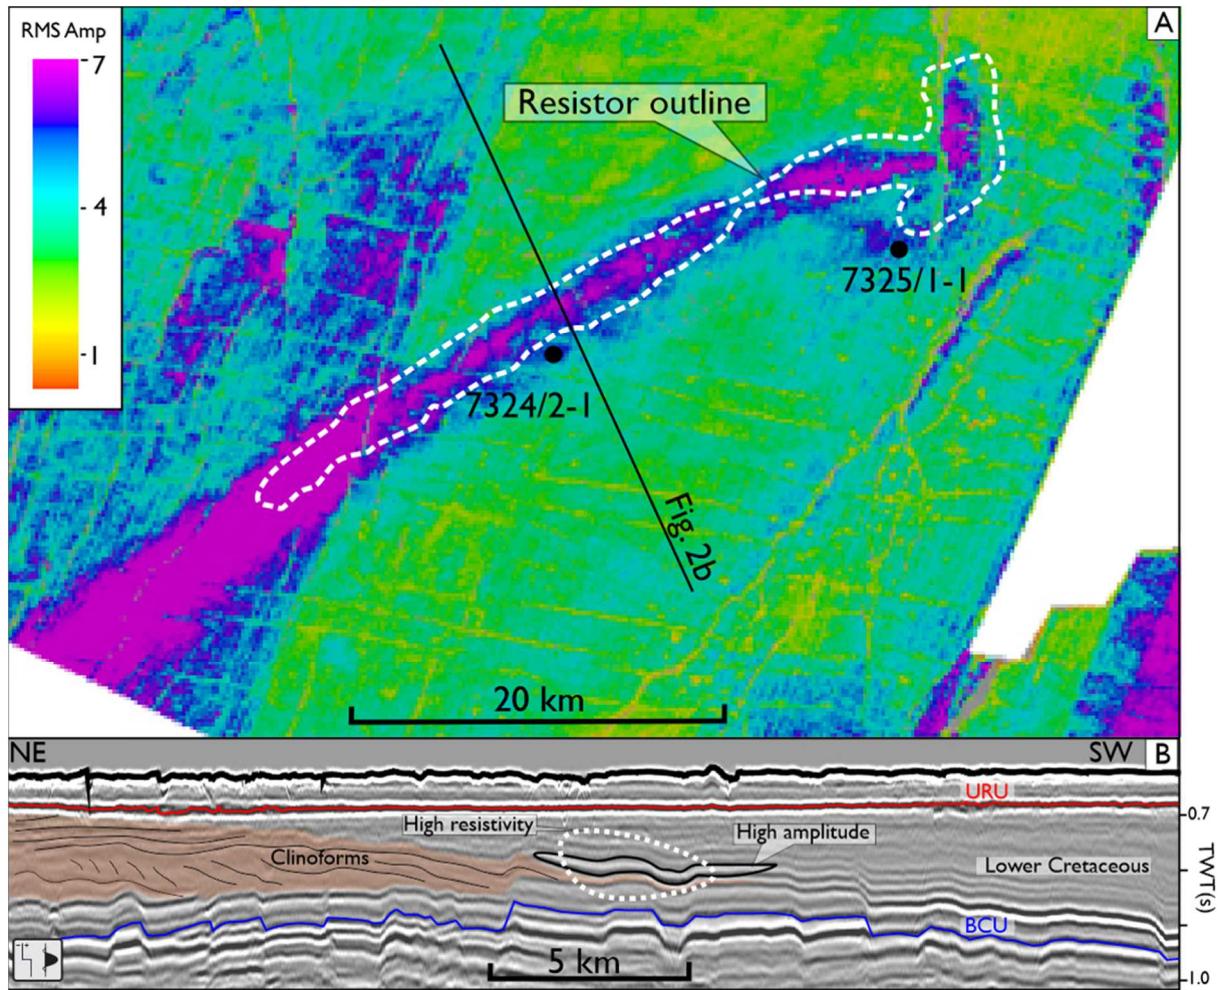 RMS Amp
7
4
1
A
Resistor outline
7325/1-1
7324/2-1
Fig. 2b
20 km
NE
SW
B
URU
0.7
High resistivity
High amplitude
Clinoforms
Lower Cretaceous
TWT(s)
BCU
5 km
1.0